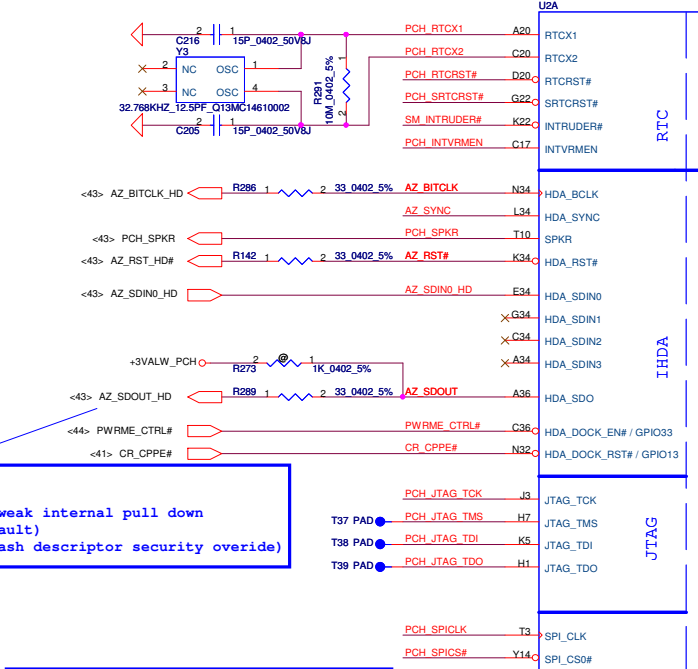 U2A
C216 2 1 15P_0402_50V8J PCH_RTCX1 A20 RTCX1
Y3
PCH_RTCX2 C20 RTCX2
2 NC OSC 1
PCH_RTCRST# D20 RTCRST#
3 NC OSC 4
R291 10M_0402_5% 1 2
PCH_SRTCRST# G22 SRTCRST#
32.768KHZ_12.5PF_Q13MC14610002
SM_INTRUDER# K22 INTRUDER#
C205 2 1 15P_0402_50V8J
PCH_INTVRMEN C17 INTVRMEN
RTC
<43> AZ_BITCLK_HD R286 1 2 33_0402_5% AZ_BITCLK N34 HDA_BCLK
AZ_SYNC L34 HDA_SYNC
<43> PCH_SPKR PCH_SPKR T10 SPKR
<43> AZ_RST_HD# R142 1 2 33_0402_5% AZ_RST# K34 HDA_RST#
<43> AZ_SDIN0_HD AZ_SDIN0_HD E34 HDA_SDIN0
G34 HDA_SDIN1
C34 HDA_SDIN2
IHDA
+3VALW_PCH R273 2 @ 1 1K_0402_5% A34 HDA_SDIN3
<43> AZ_SDOUT_HD R289 1 2 33_0402_5% AZ_SDOUT A36 HDA_SDO
<44> PWRME_CTRL# PWRME_CTRL# C36 HDA_DOCK_EN# / GPIO33
<41> CR_CPPE# CR_CPPE# N32 HDA_DOCK_RST# / GPIO13
weak internal pull down
ault)
ash descriptor security overide)
PCH_JTAG_TCK J3 JTAG_TCK
T37 PAD PCH_JTAG_TMS H7 JTAG_TMS
T38 PAD PCH_JTAG_TDI K5 JTAG_TDI
T39 PAD PCH_JTAG_TDO H1 JTAG_TDO
JTAG
PCH_SPICLK T3 SPI_CLK
PCH_SPICS# Y14 SPI_CS0#